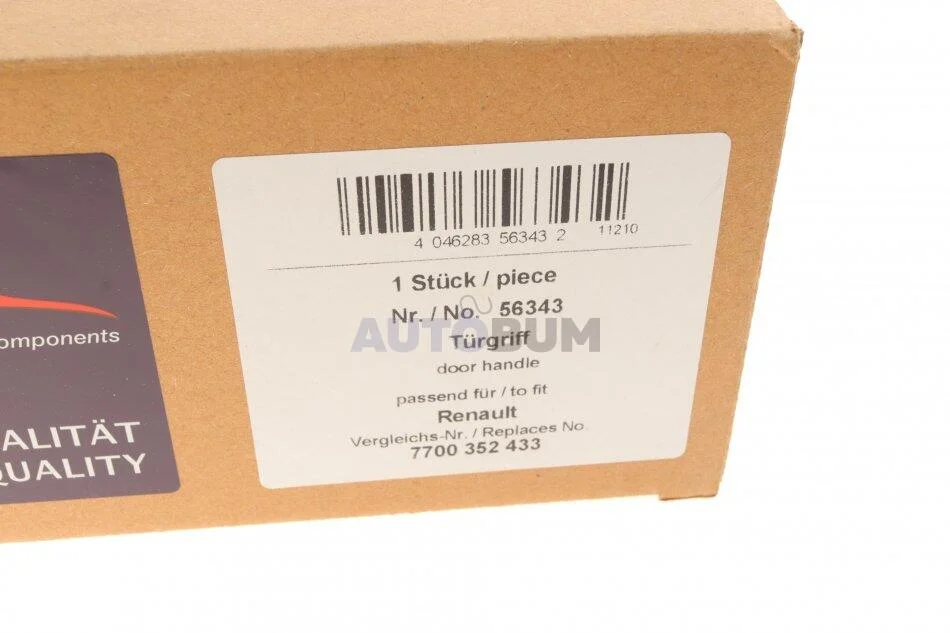 4 046283 56343 2
11210
1 Stück / piece
Nr. / No. 56343
AUTOBUM
Türgriff
door handle
passend für / to fit
Renault
Vergleichs-Nr. / Replaces No.
7700 352 433
omponents
ALITÄT
QUALITY